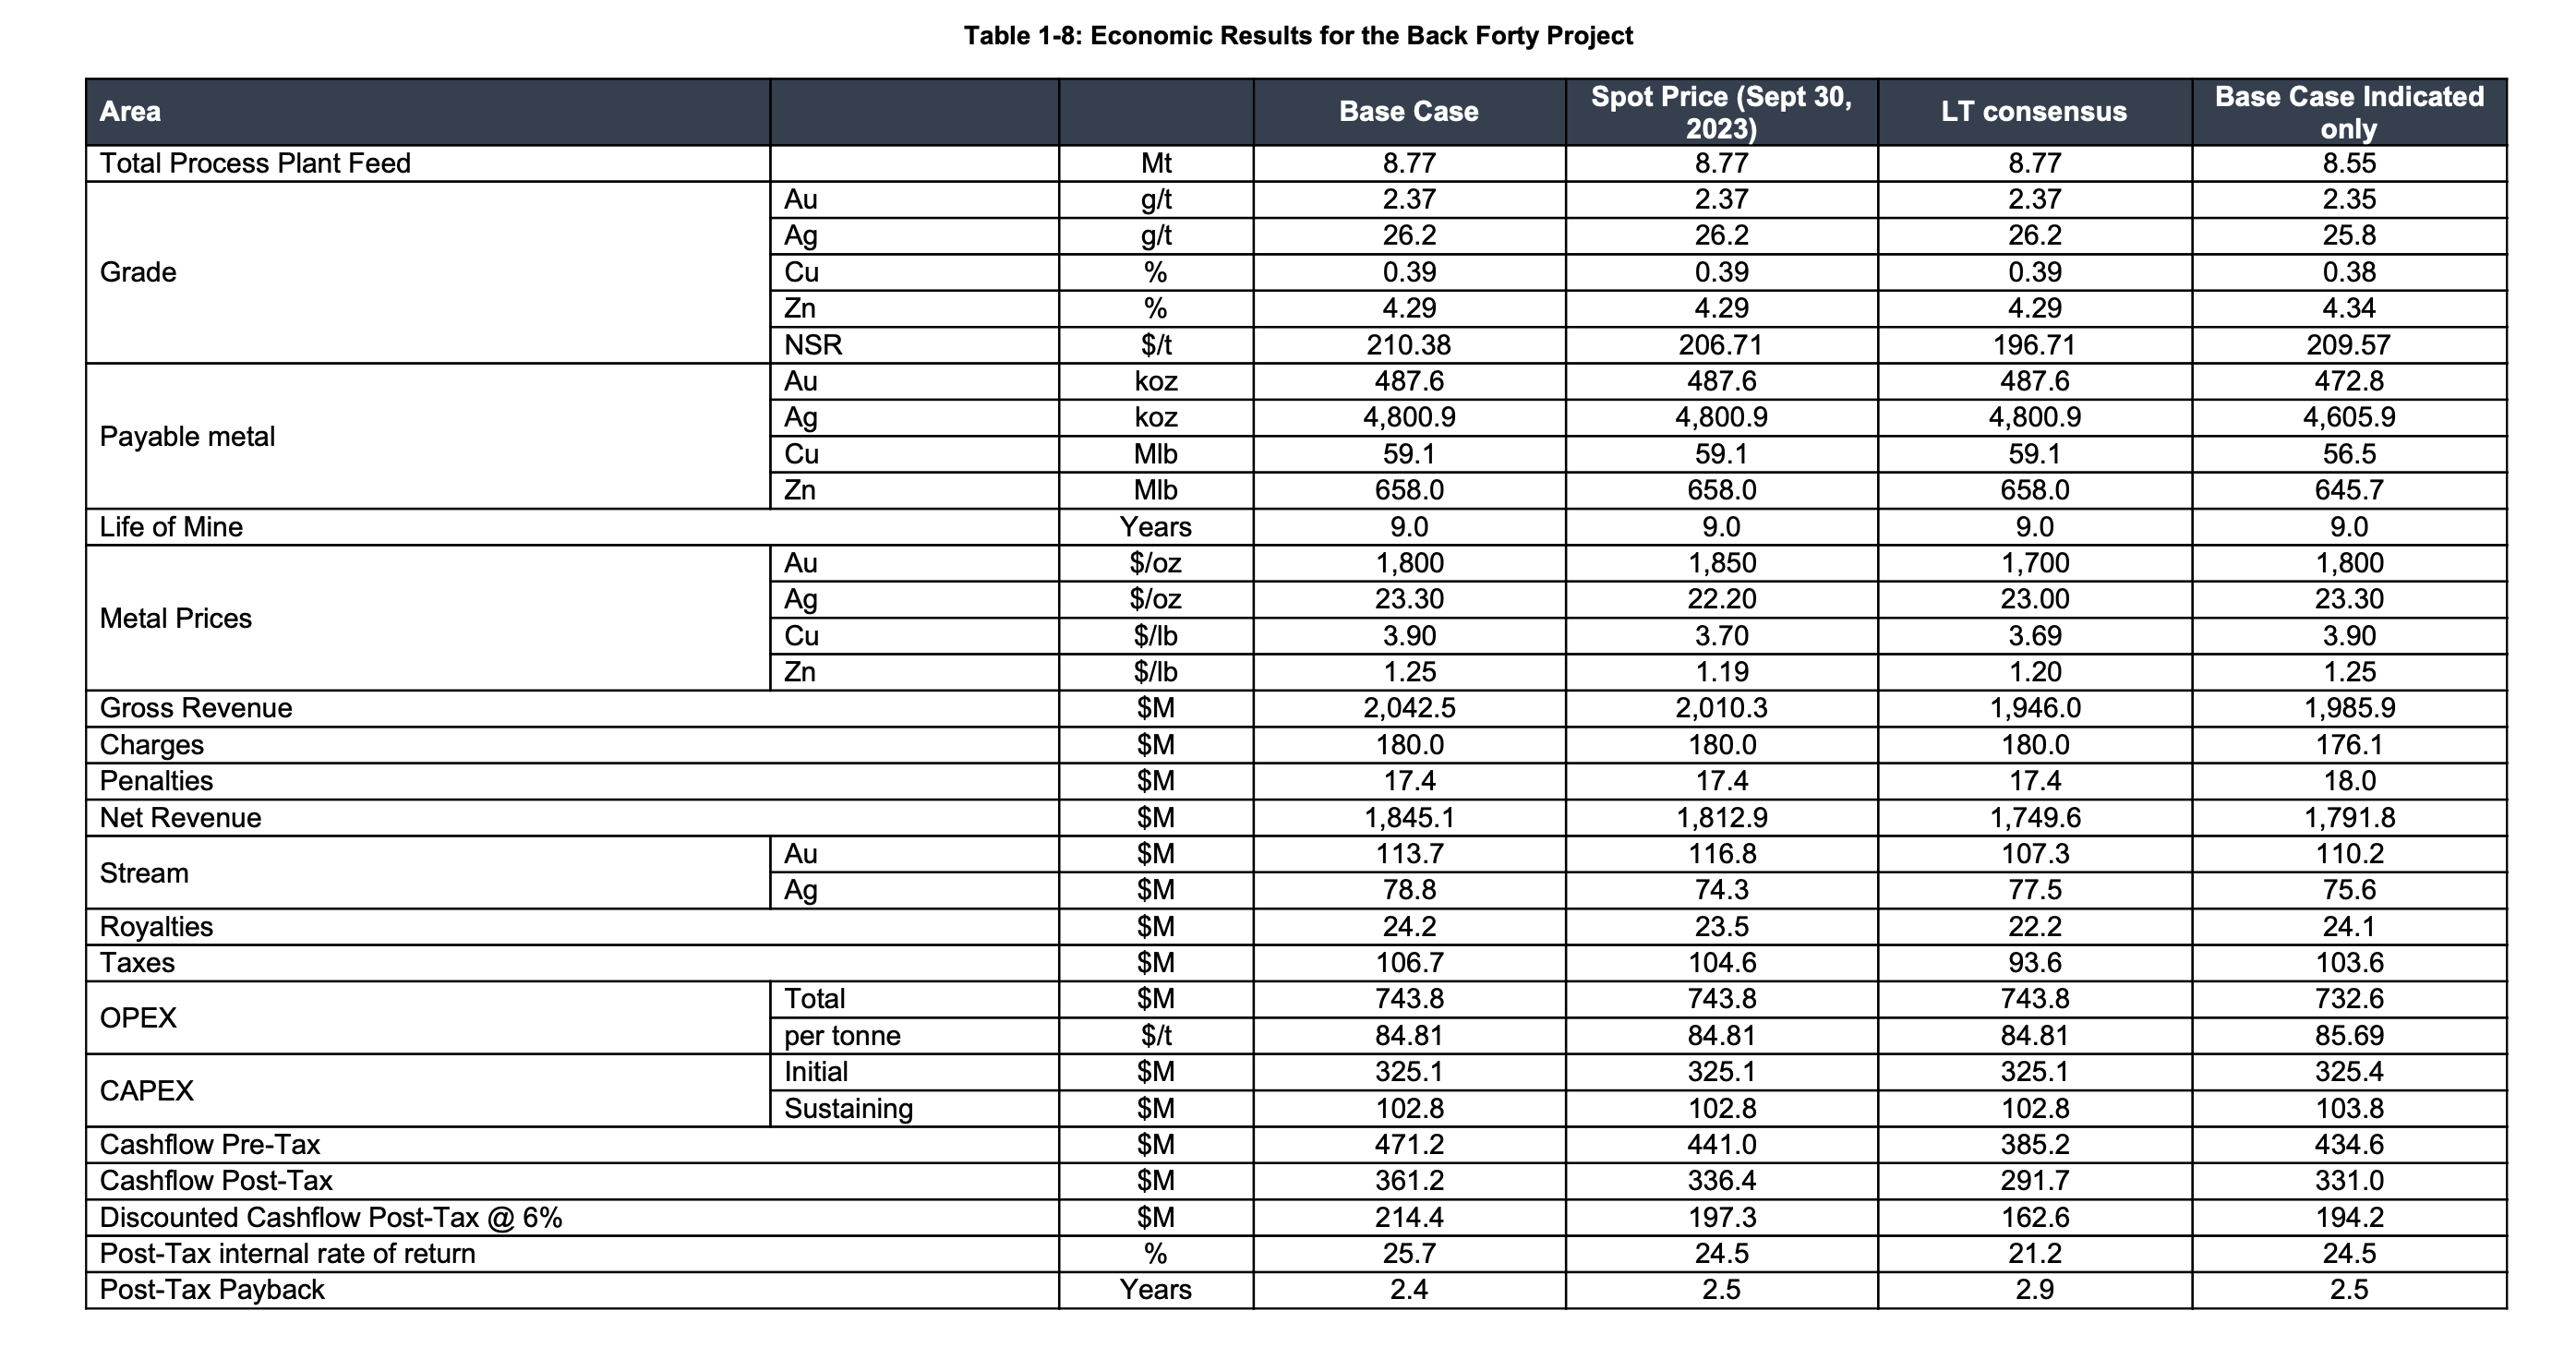 Table 1-8: Economic Results for the Back Forty Project
Area Base Case Spot Price (Sept 30, 2023) LT consensus Base Case Indicated only
Total Process Plant Feed Mt 8.77 8.77 8.77 8.55
Grade
Au g/t 2.37 2.37 2.37 2.35
Ag g/t 26.2 26.2 26.2 25.8
Cu % 0.39 0.39 0.39 0.38
Zn % 4.29 4.29 4.29 4.34
NSR $/t 210.38 206.71 196.71 209.57
Payable metal
Au koz 487.6 487.6 487.6 472.8
Ag koz 4,800.9 4,800.9 4,800.9 4,605.9
Cu Mlb 59.1 59.1 59.1 56.5
Zn Mlb 658.0 658.0 658.0 645.7
Life of Mine Years 9.0 9.0 9.0 9.0
Metal Prices
Au $/oz 1,800 1,850 1,700 1,800
Ag $/oz 23.30 22.20 23.00 23.30
Cu $/lb 3.90 3.70 3.69 3.90
Zn $/lb 1.25 1.19 1.20 1.25
Gross Revenue $M 2,042.5 2,010.3 1,946.0 1,985.9
Charges $M 180.0 180.0 180.0 176.1
Penalties $M 17.4 17.4 17.4 18.0
Net Revenue $M 1,845.1 1,812.9 1,749.6 1,791.8
Stream
Au $M 113.7 116.8 107.3 110.2
Ag $M 78.8 74.3 77.5 75.6
Royalties $M 24.2 23.5 22.2 24.1
Taxes $M 106.7 104.6 93.6 103.6
OPEX
Total $M 743.8 743.8 743.8 732.6
per tonne $/t 84.81 84.81 84.81 85.69
CAPEX
Initial $M 325.1 325.1 325.1 325.4
Sustaining $M 102.8 102.8 102.8 103.8
Cashflow Pre-Tax $M 471.2 441.0 385.2 434.6
Cashflow Post-Tax $M 361.2 336.4 291.7 331.0
Discounted Cashflow Post-Tax @ 6% $M 214.4 197.3 162.6 194.2
Post-Tax internal rate of return % 25.7 24.5 21.2 24.5
Post-Tax Payback Years 2.4 2.5 2.9 2.5